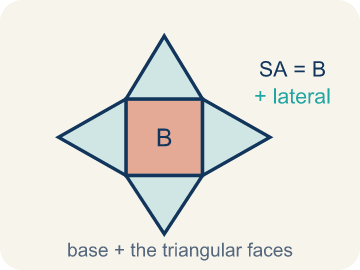 SA = B
+ lateral
B
base + the triangular faces